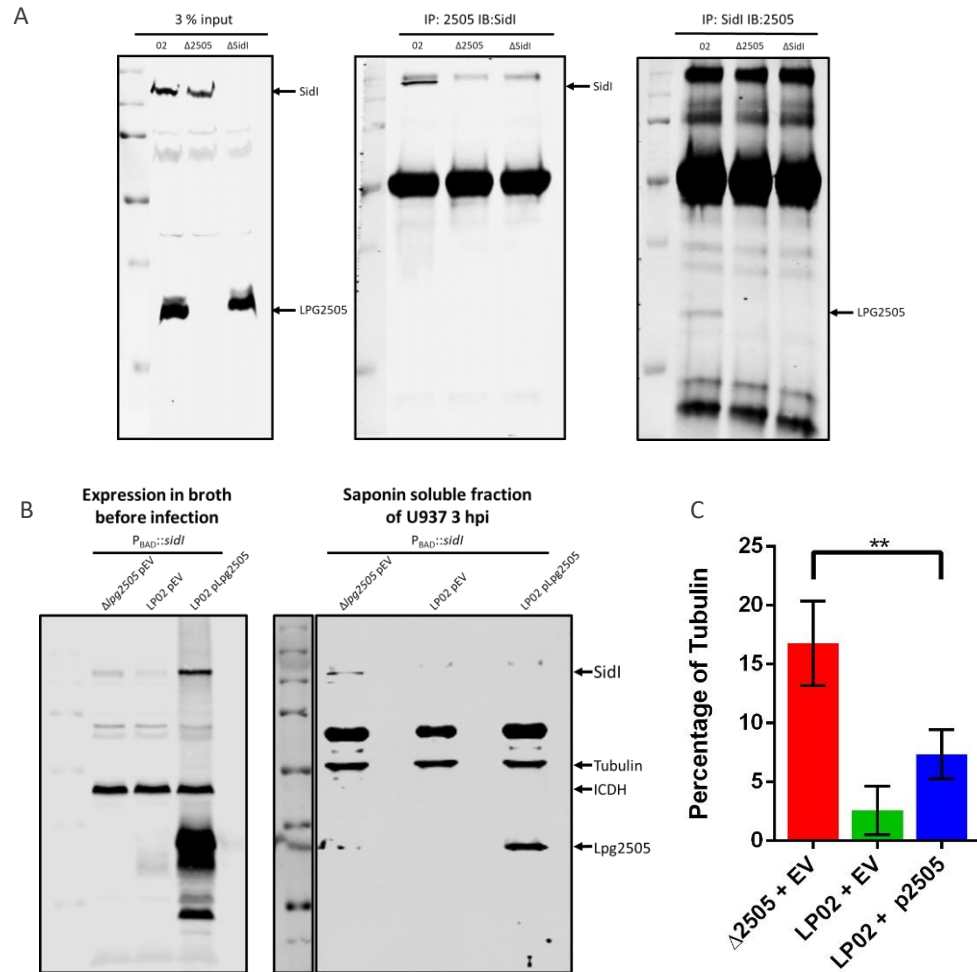 A
3 % input
IP: 2505 IB:SidI
IP: SidI IB:2505
02 Δ2505 ΔSidI
02 Δ2505 ΔSidI
02 Δ2505 ΔSidI
SidI
SidI
LPG2505
LPG2505
B
Expression in broth
before infection
P_BAD::sidI
Δlpg2505 pEV
LP02 pEV
LP02 pLpg2505
Saponin soluble fraction
of U937 3 hpi
P_BAD::sidI
Δlpg2505 pEV
LP02 pEV
LP02 pLpg2505
SidI
Tubulin
ICDH
Lpg2505
C
Percentage of Tubulin
25
20
15
10
5
0
**
Δ2505 + EV
LP02 + EV
LP02 + p2505